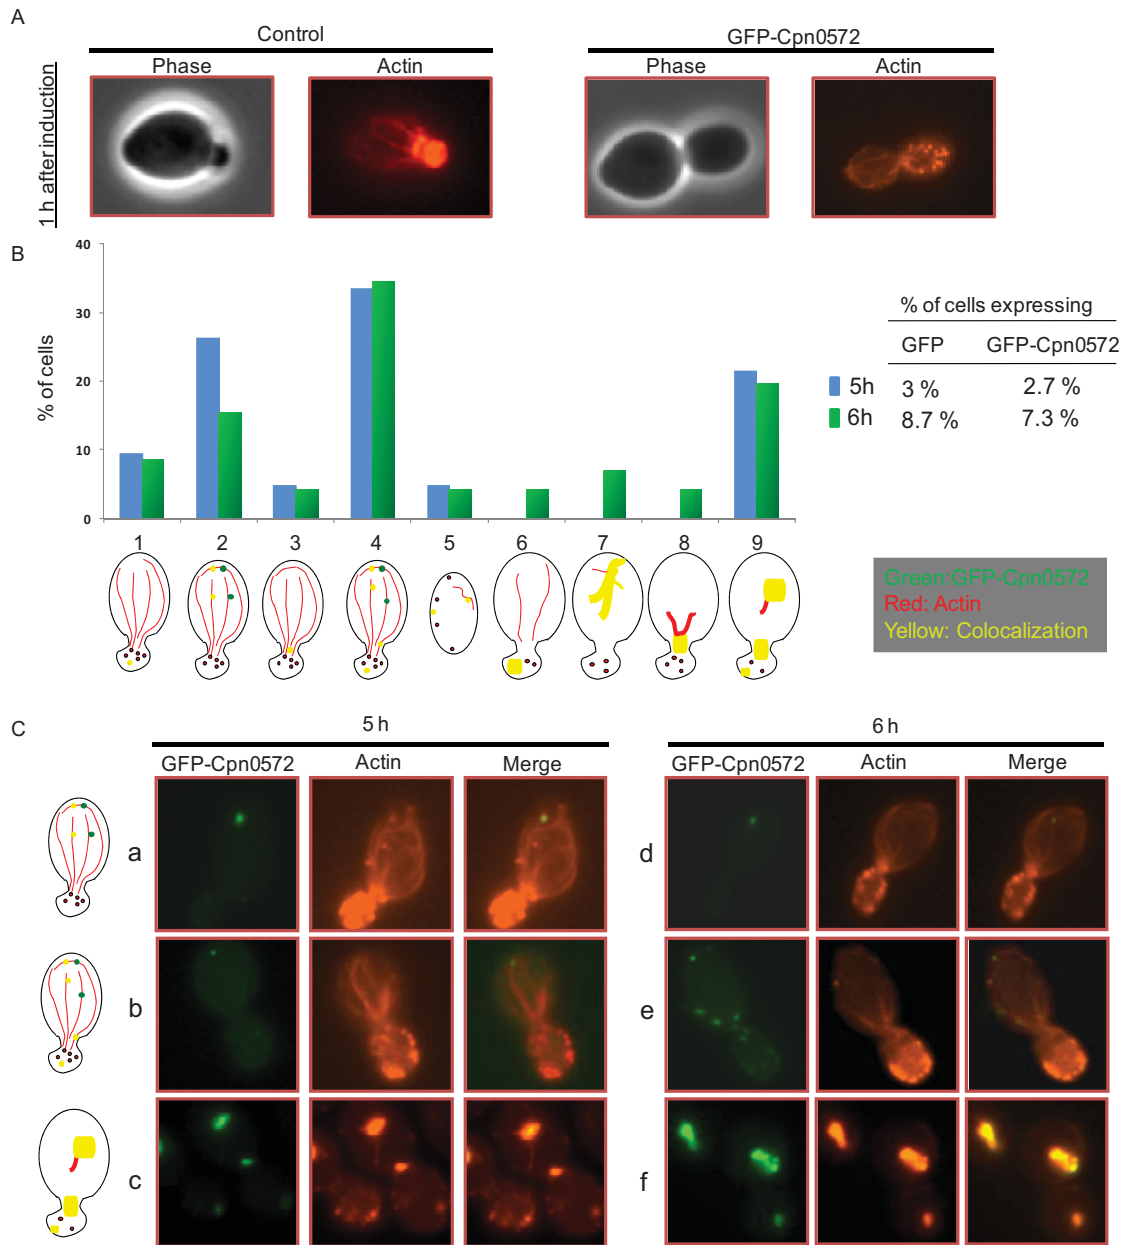 A
Control
GFP-Cpn0572
Phase
Actin
Phase
Actin
1 h after induction
B
40
30
20
10
0
% of cells
1 2 3 4 5 6 7 8 9
% of cells expressing
GFP GFP-Cpn0572
5h 3 % 2.7 %
6h 8.7 % 7.3 %
Green:GFP-Cpn0572
Red: Actin
Yellow: Colocalization
C
5 h
6 h
GFP-Cpn0572 Actin Merge
GFP-Cpn0572 Actin Merge
a
d
b
e
c
f